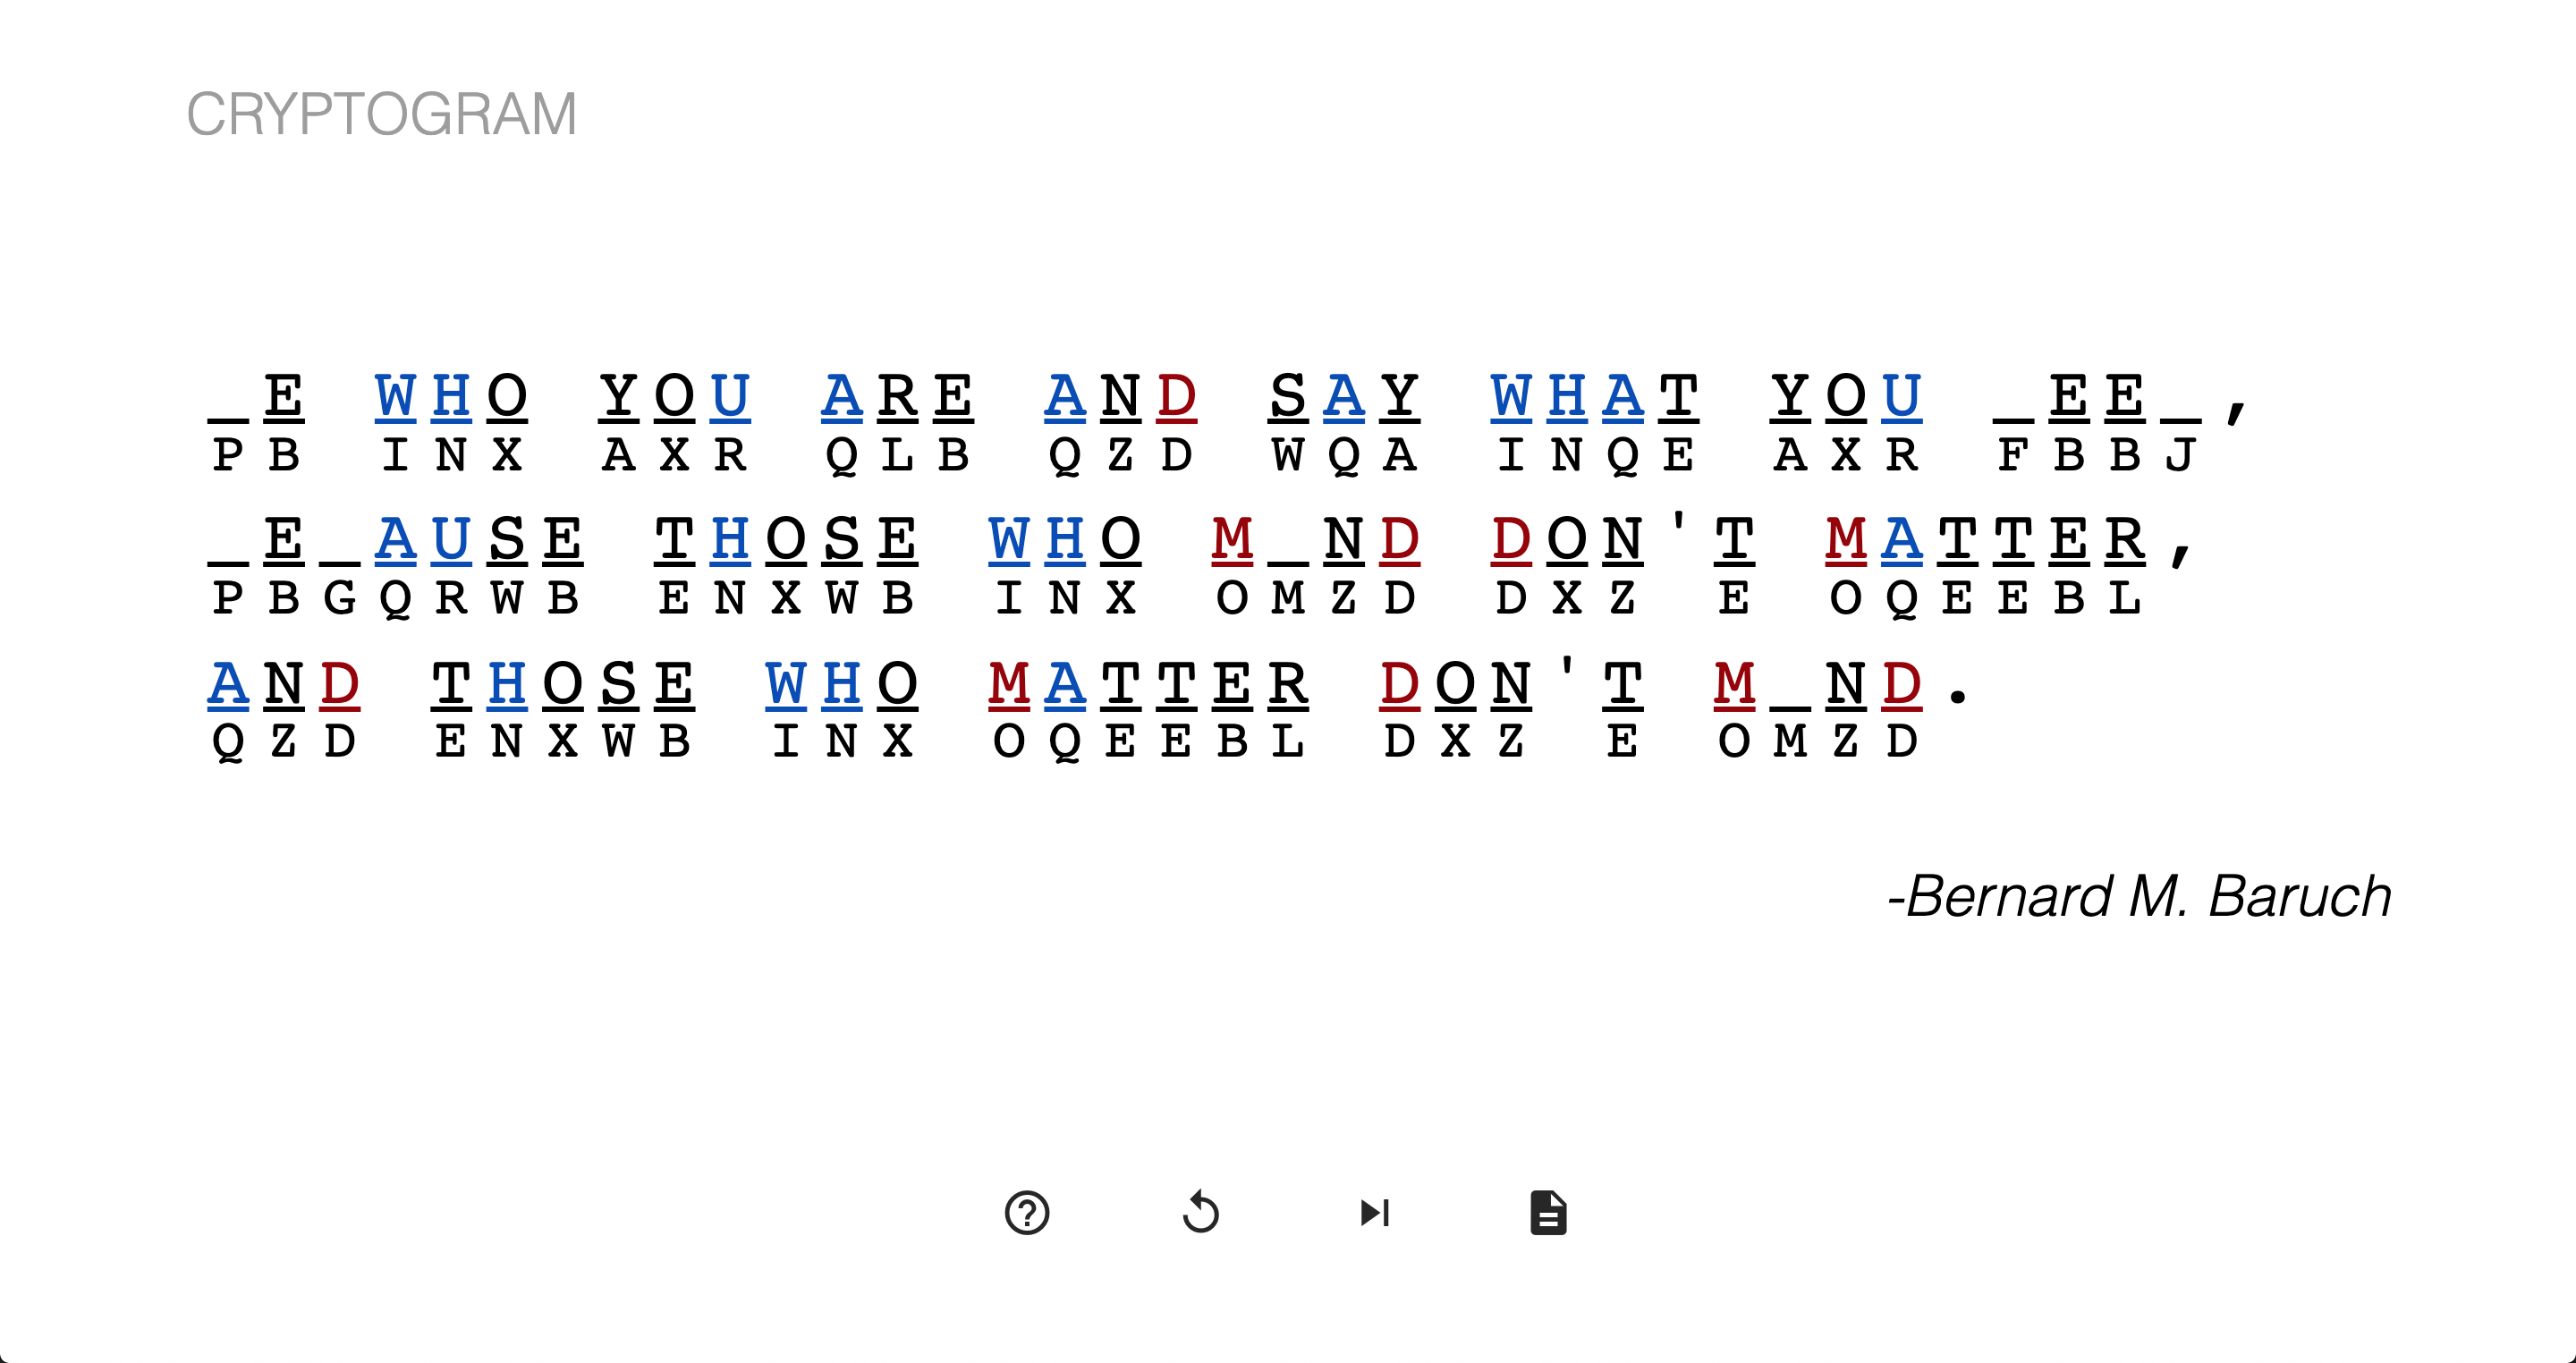 CRYPTOGRAM
_E WHO YOU ARE AND SAY WHAT YOU _EE_,
PB INX AXR QLB QZD WQA INQE AXR FBBJ
_E_AUSE THOSE WHO M_ND DON'T MATTER,
PBGQRWB ENXWB INX OMZD DXZ E OQEEBL
AND THOSE WHO MATTER DON'T M_ND.
QZD ENXWB INX OQEEBL DXZ E OMZD
-Bernard M. Baruch